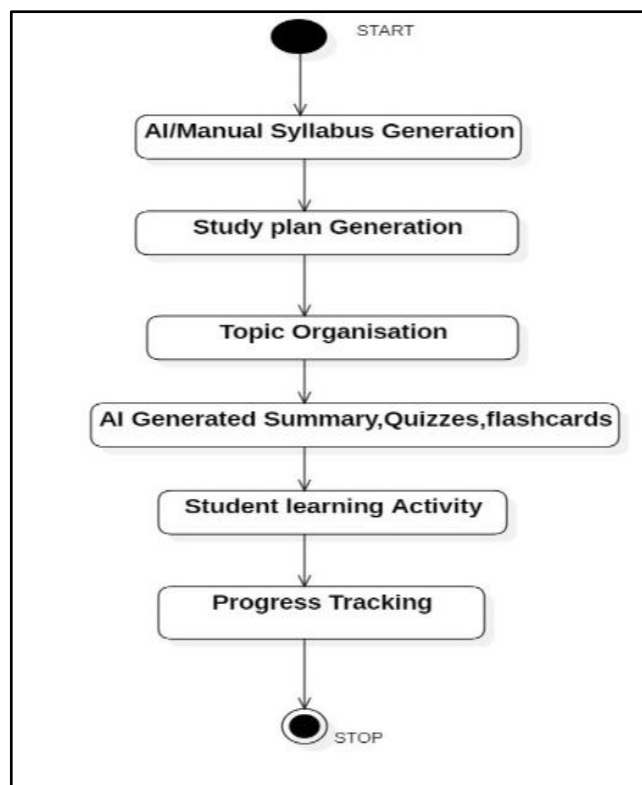 START
AI/Manual Syllabus Generation
Study plan Generation
Topic Organisation
AI Generated Summary,Quizzes,flashcards
Student learning Activity
Progress Tracking
STOP